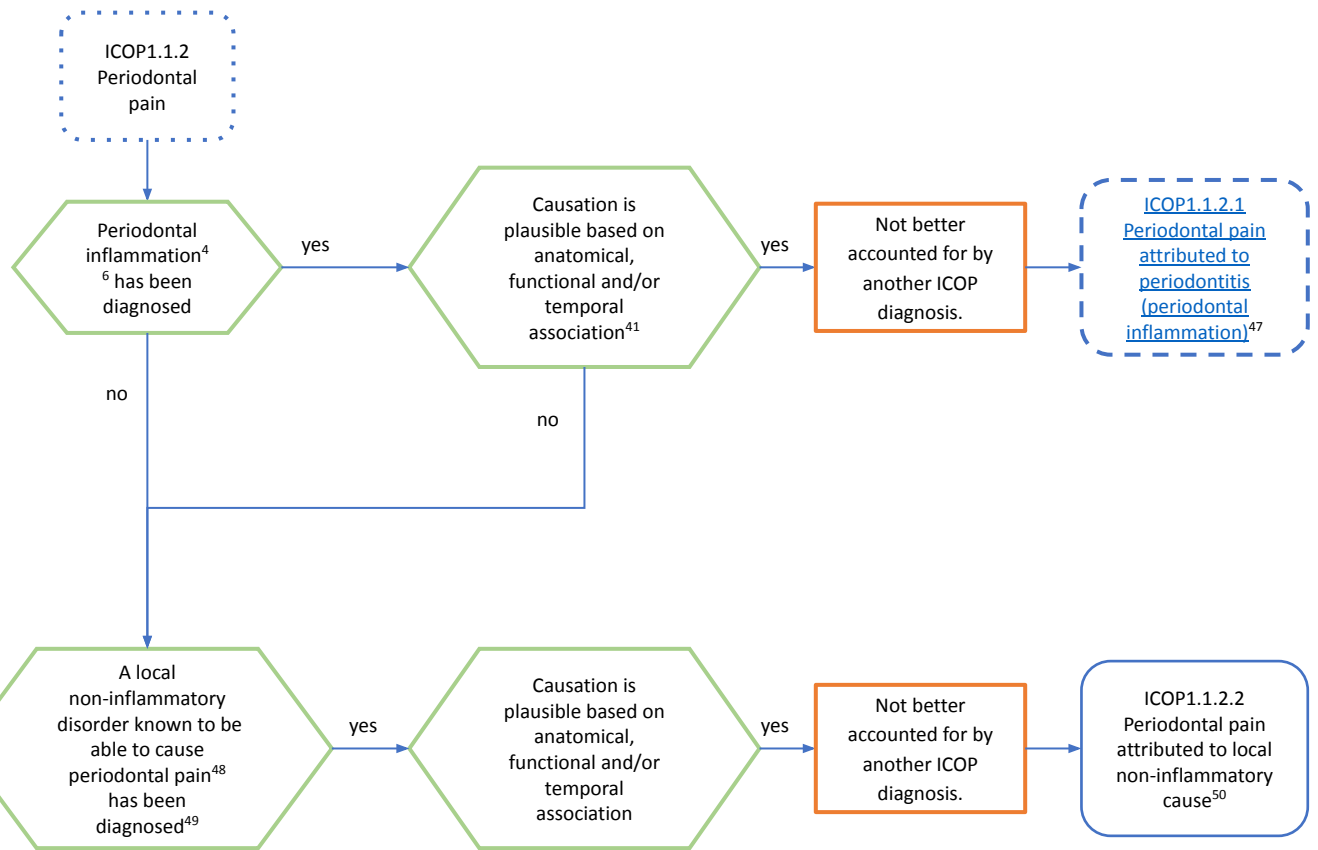 ICOP1.1.2
Periodontal
pain
Periodontal
inflammation⁴
⁶ has been
diagnosed
yes
Causation is
plausible based on
anatomical,
functional and/or
temporal
association⁴¹
yes
Not better
accounted for by
another ICOP
diagnosis.
ICOP1.1.2.1
Periodontal pain
attributed to
periodontitis
(periodontal
inflammation)⁴⁷
no
no
A local
non-inflammatory
disorder known to be
able to cause
periodontal pain⁴⁸
has been
diagnosed⁴⁹
yes
Causation is
plausible based on
anatomical,
functional and/or
temporal
association
yes
Not better
accounted for by
another ICOP
diagnosis.
ICOP1.1.2.2
Periodontal pain
attributed to local
non-inflammatory
cause⁵⁰